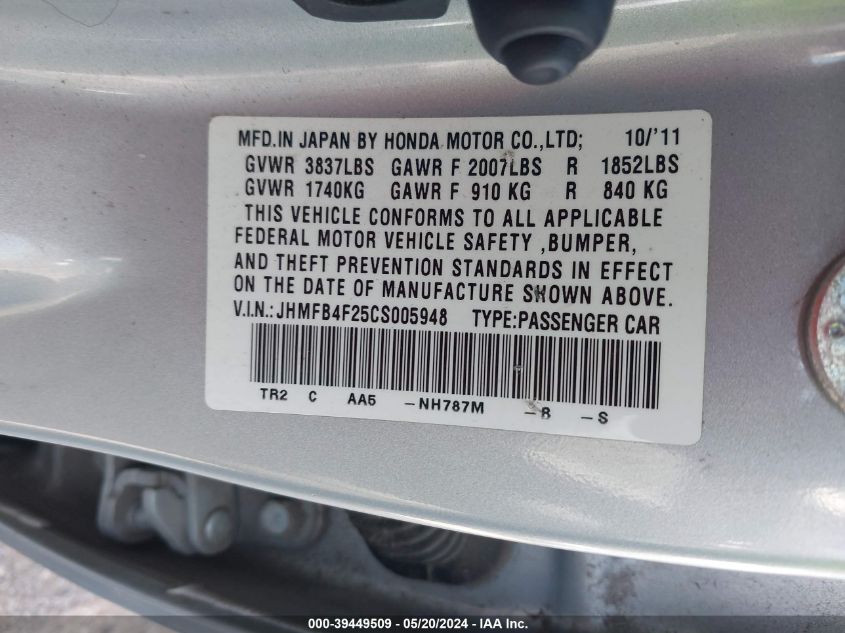 MFD.IN JAPAN BY HONDA MOTOR CO.,LTD; 10/'11
GVWR 3837LBS GAWR F 2007LBS R 1852LBS
GVWR 1740KG GAWR F 910 KG R 840 KG
THIS VEHICLE CONFORMS TO ALL APPLICABLE
FEDERAL MOTOR VEHICLE SAFETY ,BUMPER,
AND THEFT PREVENTION STANDARDS IN EFFECT
ON THE DATE OF MANUFACTURE SHOWN ABOVE.
V.I.N.:JHMFB4F25CS005948 TYPE:PASSENGER CAR
TR2 C AA5 -NH787M -B -S
000-39449509 - 05/20/2024 - IAA Inc.